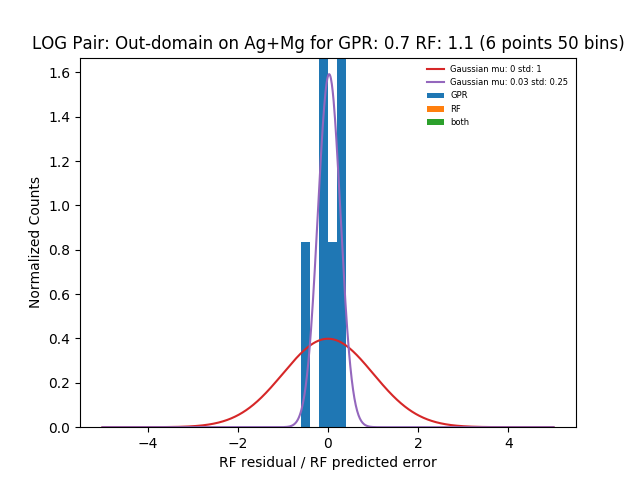 LOG Pair: Out-domain on Ag+Mg for GPR: 0.7 RF: 1.1 (6 points 50 bins)
Gaussian mu: 0 std: 1
Gaussian mu: 0.03 std: 0.25
GPR
RF
both
Normalized Counts
1.6
1.4
1.2
1.0
0.8
0.6
0.4
0.2
0.0
−4 −2 0 2 4
RF residual / RF predicted error